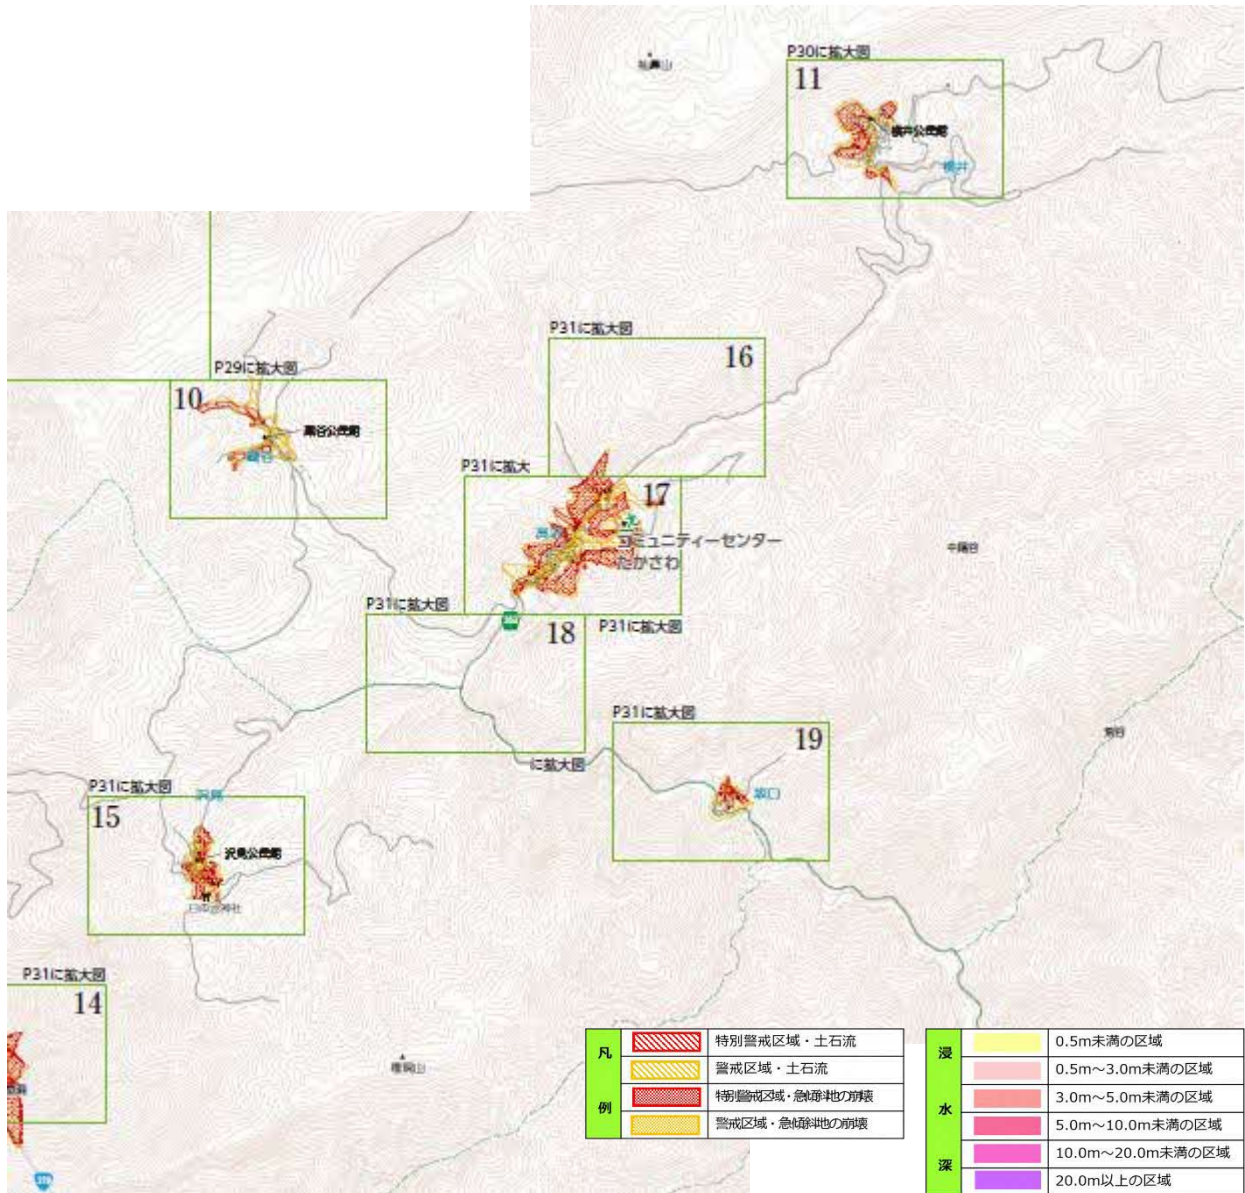 P30に拡大図
11
横井公民館
横井
P31に拡大図
16
P29に拡大図
10
P31に拡大
17
コミュニティーセンター
たかさわ
P31に拡大図
18
P31に拡大図
P31に拡大図
19
に拡大図
坂口
P31に拡大図
15
沢見
沢見公民館
P31に拡大図
14
凡例
特別警戒区域・土石流
警戒区域・土石流
特別警戒区域・急傾斜地の崩壊
警戒区域・急傾斜地の崩壊
浸水深
0.5m未満の区域
0.5m～3.0m未満の区域
3.0m～5.0m未満の区域
5.0m～10.0m未満の区域
10.0m～20.0m未満の区域
20.0m以上の区域